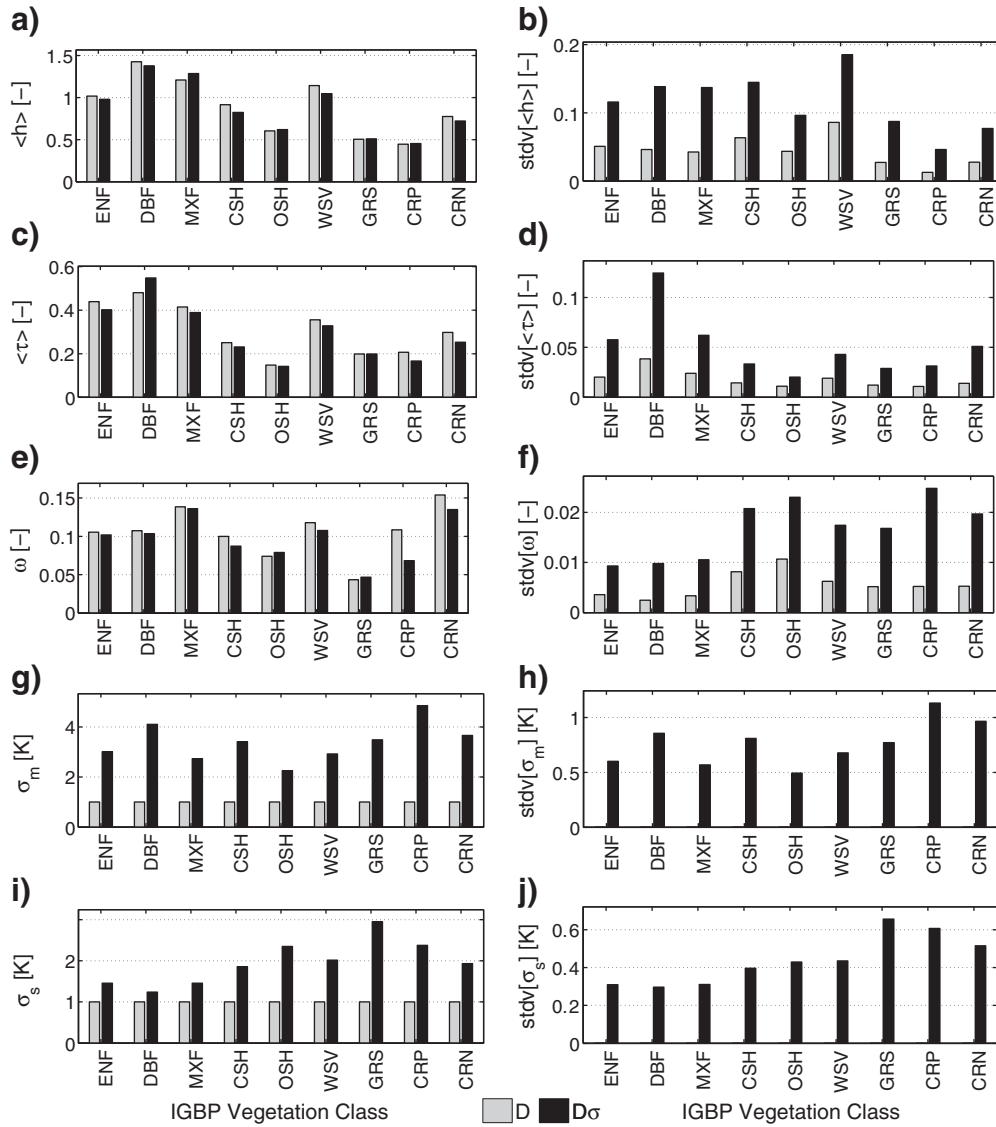 a)
<h> [−]
1.5
1
0.5
0
ENF DBF MXF CSH OSH WSV GRS CRP CRN
b)
stdv[<h>] [−]
0.2
0.1
0
ENF DBF MXF CSH OSH WSV GRS CRP CRN
c)
<τ> [−]
0.6
0.4
0.2
0
ENF DBF MXF CSH OSH WSV GRS CRP CRN
d)
stdv[<τ>] [−]
0.1
0.05
0
ENF DBF MXF CSH OSH WSV GRS CRP CRN
e)
ω [−]
0.15
0.1
0.05
0
ENF DBF MXF CSH OSH WSV GRS CRP CRN
f)
stdv[ω] [−]
0.02
0.01
0
ENF DBF MXF CSH OSH WSV GRS CRP CRN
g)
σm [K]
4
2
0
ENF DBF MXF CSH OSH WSV GRS CRP CRN
h)
stdv[σm] [K]
1
0.5
0
ENF DBF MXF CSH OSH WSV GRS CRP CRN
i)
σs [K]
2
1
0
ENF DBF MXF CSH OSH WSV GRS CRP CRN
IGBP Vegetation Class
j)
stdv[σs] [K]
0.6
0.4
0.2
0
ENF DBF MXF CSH OSH WSV GRS CRP CRN
IGBP Vegetation Class
D Dσ